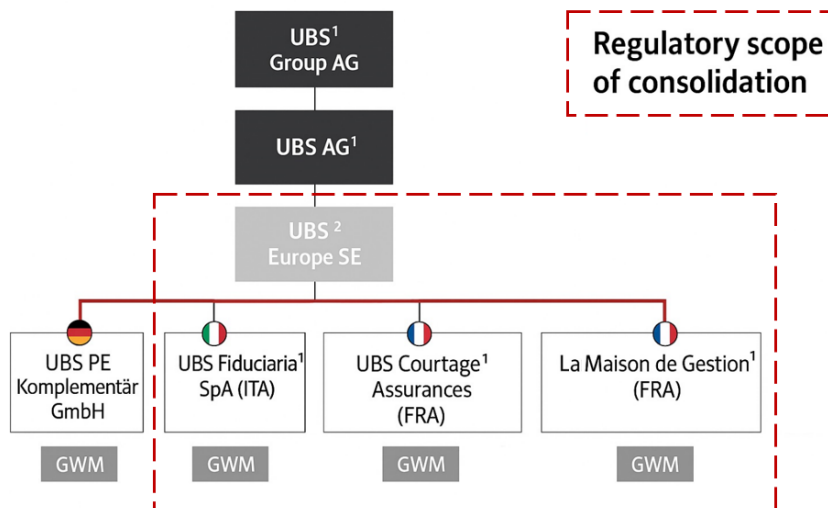 UBS¹
Group AG
Regulatory scope
of consolidation
UBS AG¹
UBS ²
Europe SE
UBS PE
Komplementär
GmbH
UBS Fiduciaria¹
SpA (ITA)
UBS Courtage¹
Assurances
(FRA)
La Maison de Gestion¹
(FRA)
GWM
GWM
GWM
GWM